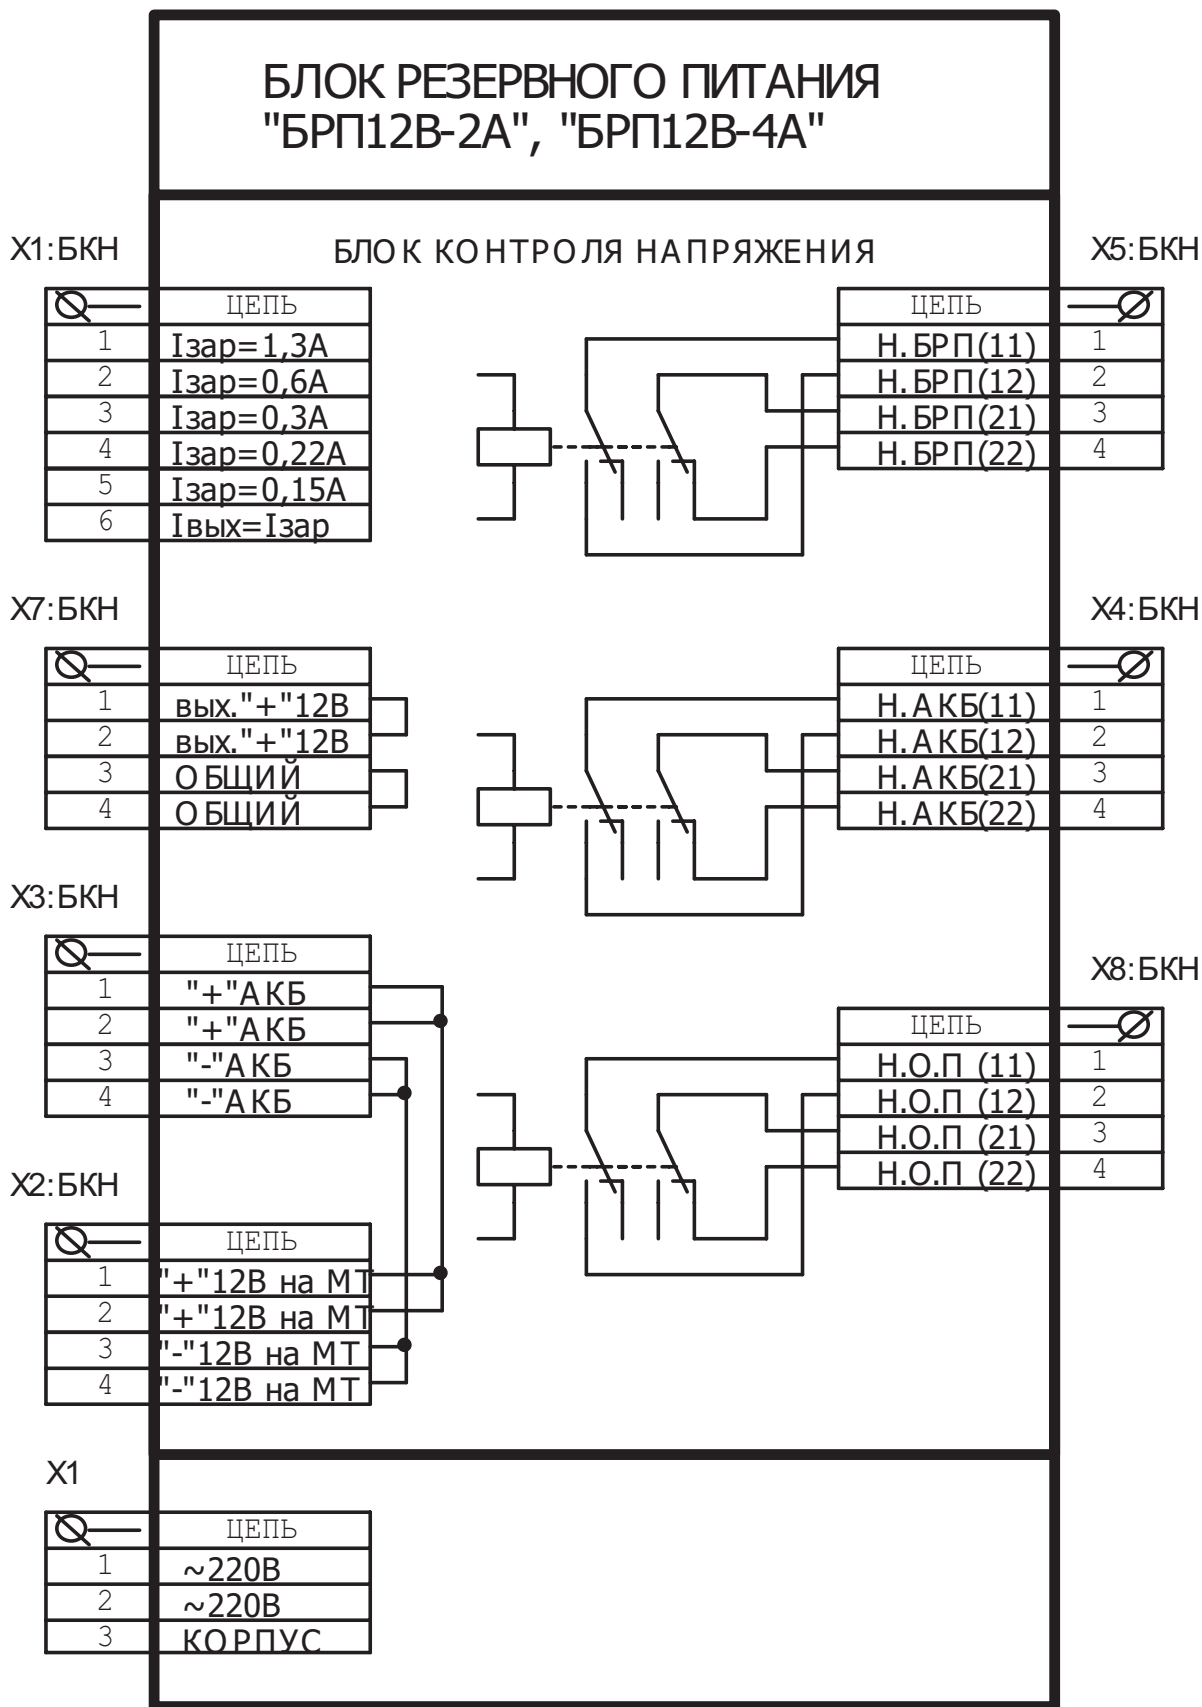 БЛОК РЕЗЕРВНОГО ПИТАНИЯ
"БРП12В-2А", "БРП12В-4А"
БЛОК КОНТРОЛЯ НАПРЯЖЕНИЯ
X1:БКН
ЦЕПЬ
1 Iзар=1,3А
2 Iзар=0,6А
3 Iзар=0,3А
4 Iзар=0,22А
5 Iзар=0,15А
6 Iвых=Iзар
X5:БКН
ЦЕПЬ
Н.БРП(11) 1
Н.БРП(12) 2
Н.БРП(21) 3
Н.БРП(22) 4
X7:БКН
ЦЕПЬ
1 вых."+"12В
2 вых."+"12В
3 ОБЩИЙ
4 ОБЩИЙ
X4:БКН
ЦЕПЬ
Н.АКБ(11) 1
Н.АКБ(12) 2
Н.АКБ(21) 3
Н.АКБ(22) 4
X3:БКН
ЦЕПЬ
1 "+"АКБ
2 "+"АКБ
3 "-"АКБ
4 "-"АКБ
X8:БКН
ЦЕПЬ
Н.О.П (11) 1
Н.О.П (12) 2
Н.О.П (21) 3
Н.О.П (22) 4
X2:БКН
ЦЕПЬ
1 "+"12В на МТ
2 "+"12В на МТ
3 "-"12В на МТ
4 "-"12В на МТ
X1
ЦЕПЬ
1 ~220В
2 ~220В
3 КОРПУС